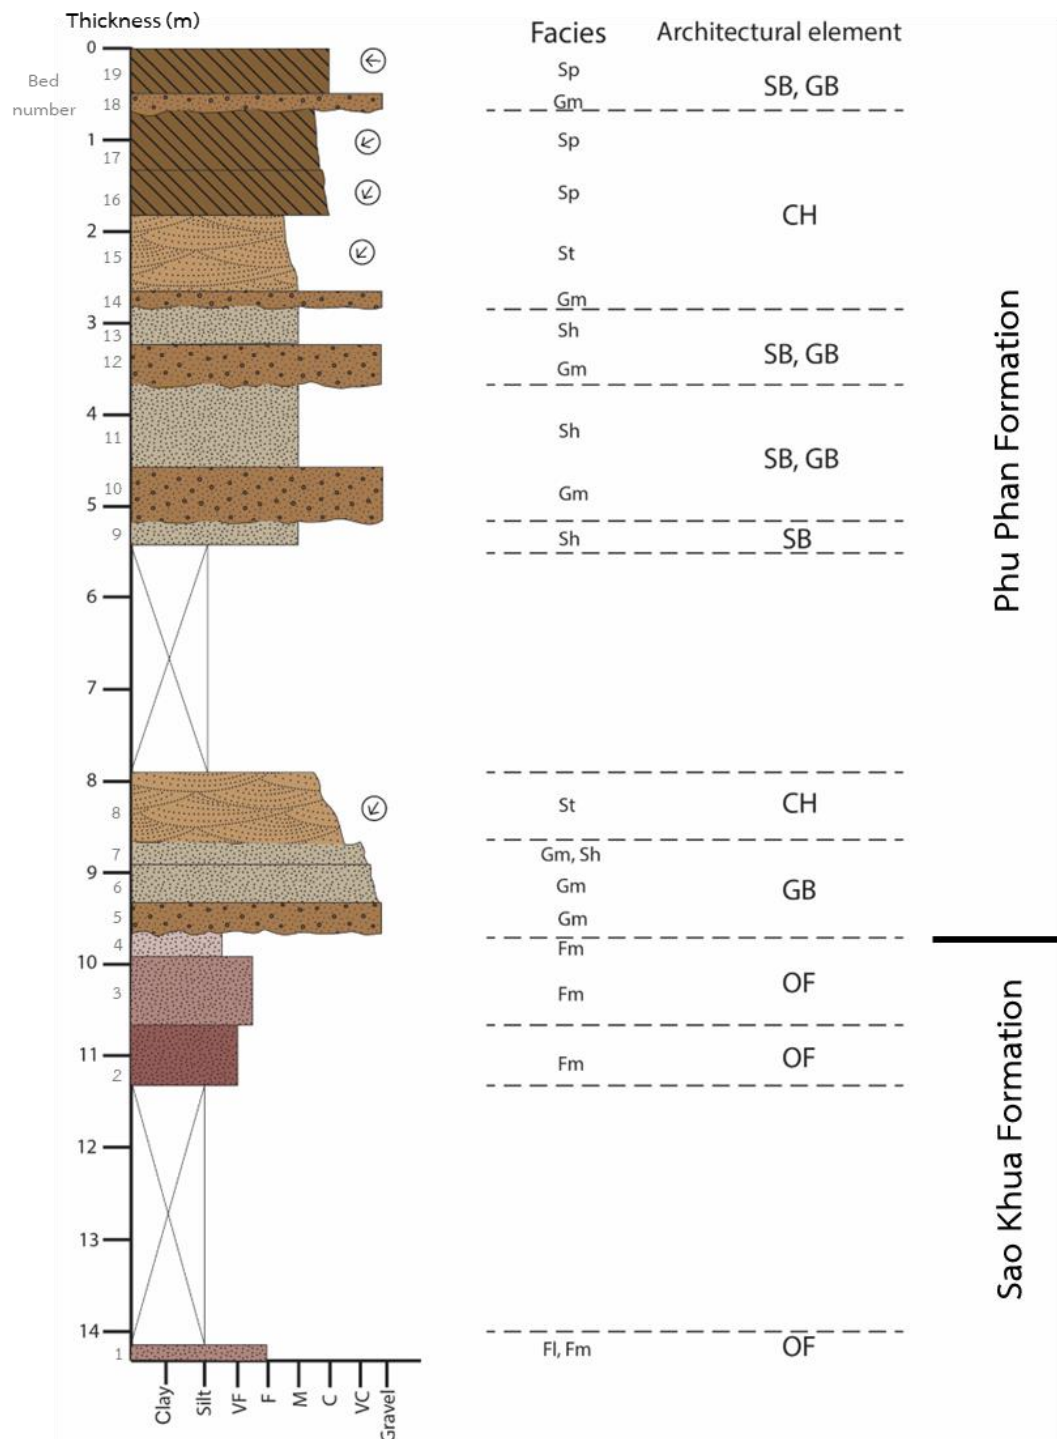 Thickness (m)
Facies Architectural element
Bed
number
0
19
Sp
SB, GB
18
Gm
1
17
Sp
16
Sp
CH
2
15
St
14
Gm
3
13
Sh
SB, GB
12
Gm
4
11
Sh
SB, GB
10
Gm
5
9
Sh
SB
6
7
8
8
St
CH
7
Gm, Sh
9
6
Gm
GB
5
Gm
4
Fm
10
3
Fm
OF
11
2
Fm
OF
12
13
14
1
Fl, Fm
OF
Clay
Silt
VF
F
M
C
VC
Gravel
Phu Phan Formation
Sao Khua Formation